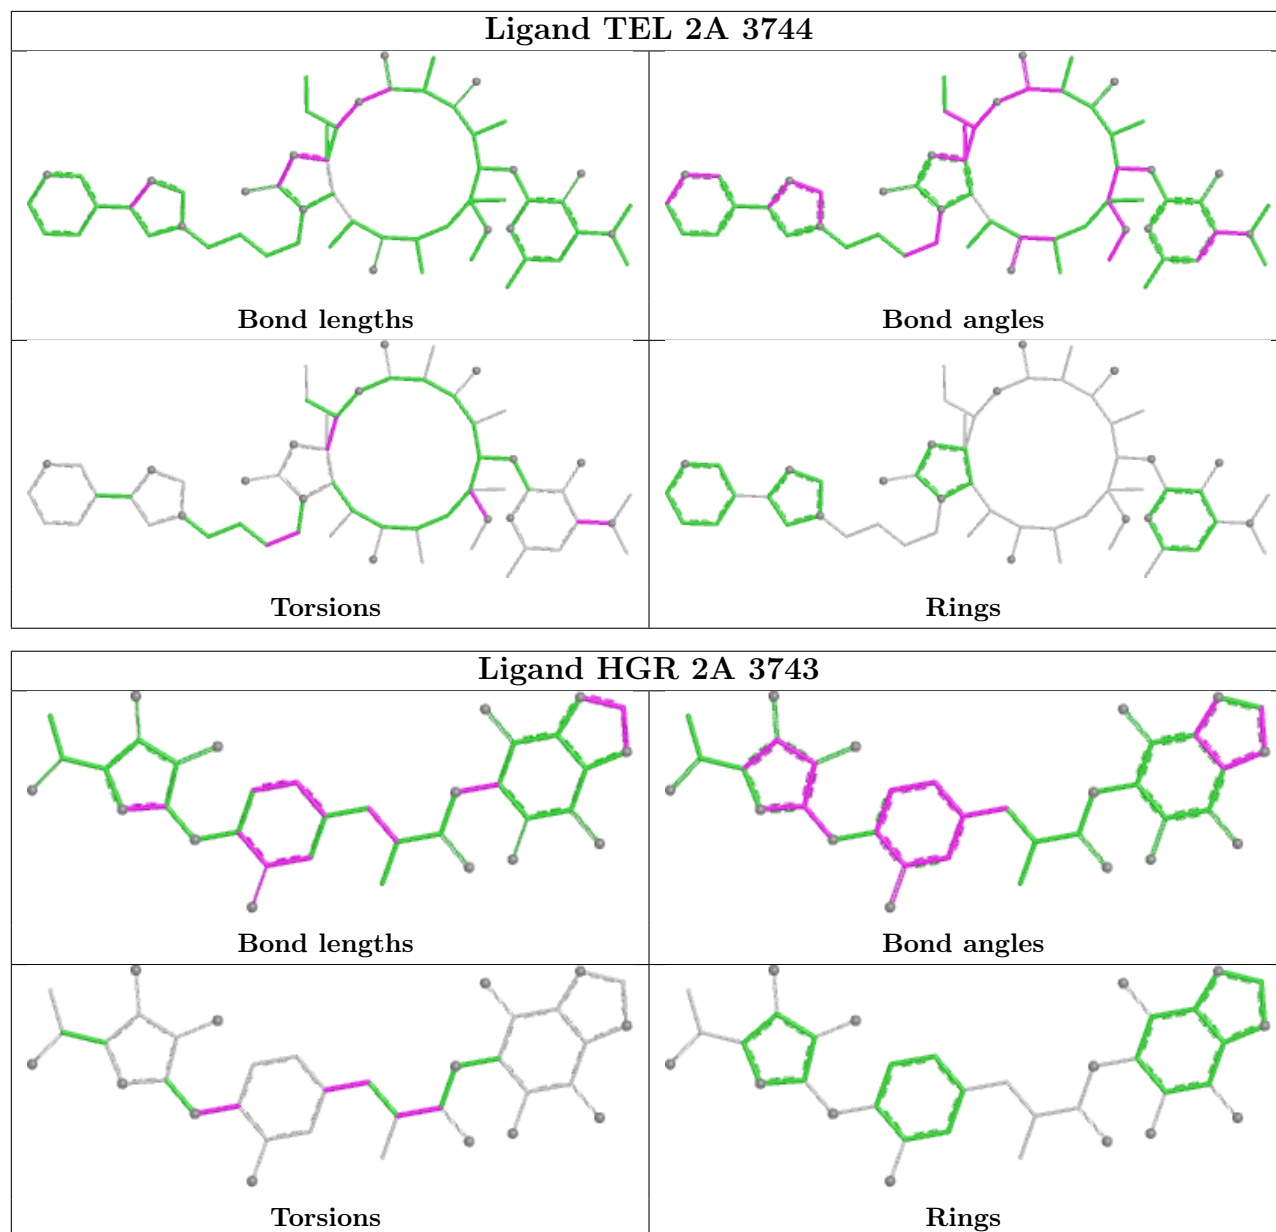 Ligand TEL 2A 3744
Bond lengths
Bond angles
Torsions
Rings
Ligand HGR 2A 3743
Bond lengths
Bond angles
Torsions
Rings